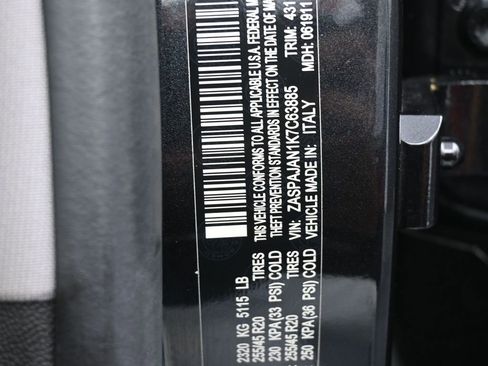 2320 KG 5115 LB
THIS VEHICLE CONFORMS TO ALL APPLICABLE U.S.A. FEDERAL M
THEFT PREVENTION STANDARDS IN EFFECT ON THE DATE OF MA
VIN: ZASPAJAN1K7C63885 TRIM: 431
VEHICLE MADE IN: ITALY MDH: 061911
TIRES
255/45 R20
230 KPA(33 PSI) COLD
TIRES
255/45 R20
250 KPA(36 PSI) COLD